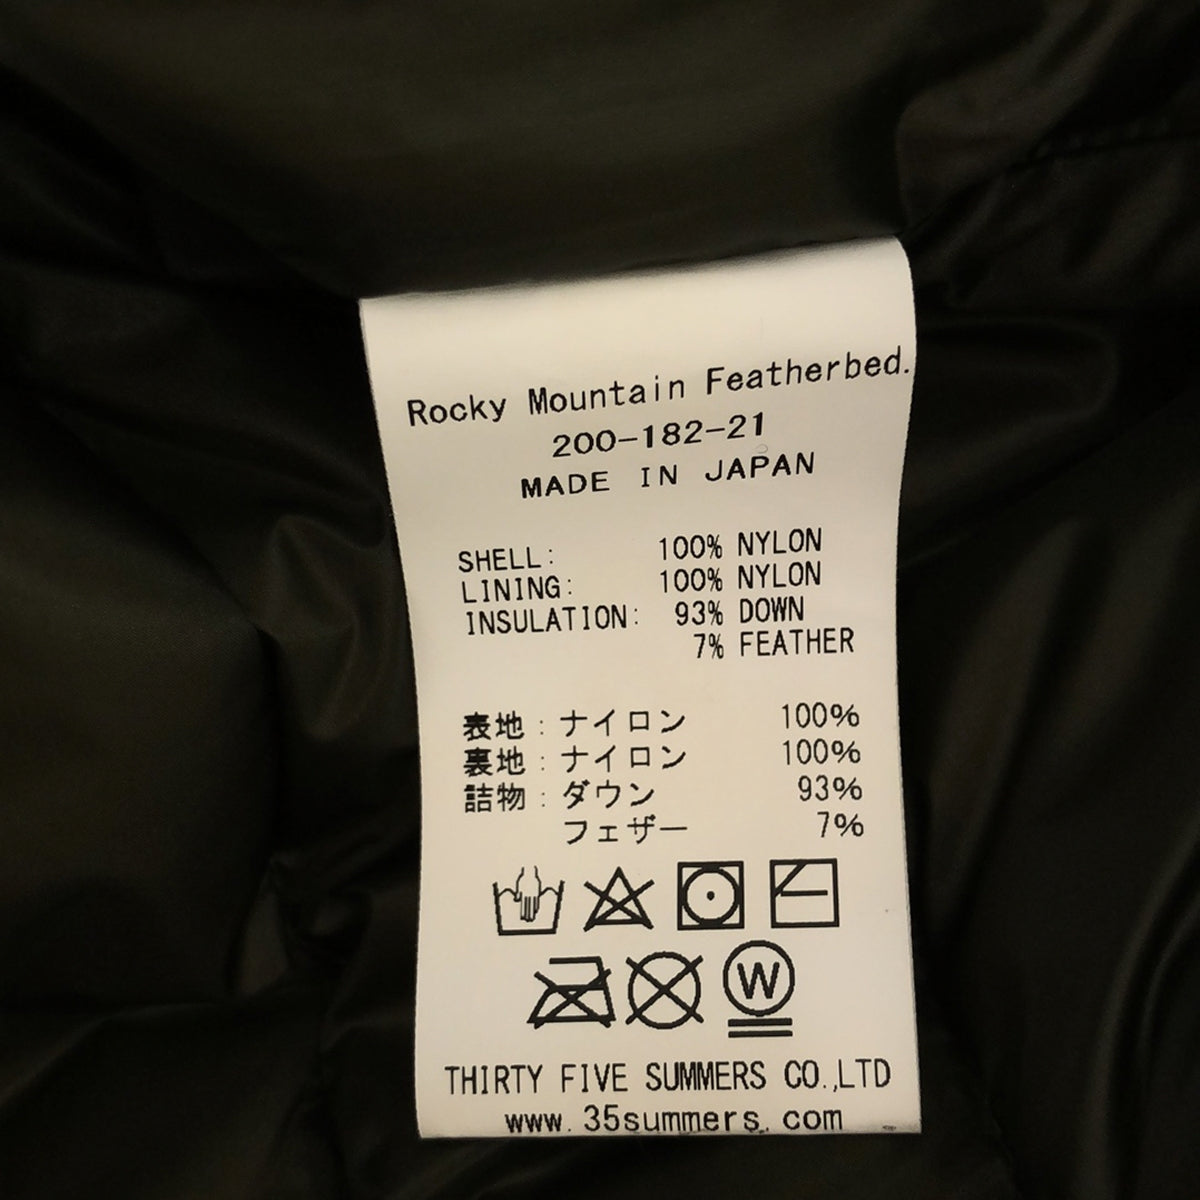 Rocky Mountain Featherbed.
200-182-21
MADE IN JAPAN
SHELL: 100% NYLON
LINING: 100% NYLON
INSULATION: 93% DOWN
7% FEATHER
表地：ナイロン 100%
裏地：ナイロン 100%
詰物：ダウン 93%
フェザー 7%
W
THIRTY FIVE SUMMERS CO.,LTD
www.35summers.com